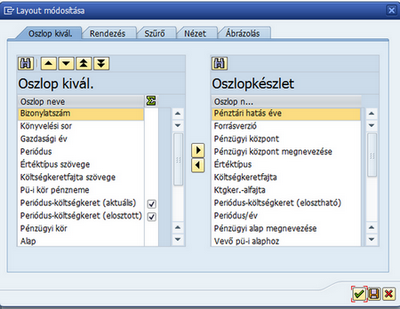 Layout módosítása
Oszlop kivál.
Rendezés
Szűrő
Nézet
Ábrázolás
Oszlop kivál.
Oszlop neve
Bizonylatszám
Könyvelési sor
Gazdasági év
Periódus
Értéktípus szövege
Költségkeretfajta szövege
Pü-i kör pénzneme
Periódus-költségkeret (aktuális)
Periódus-költségkeret (elosztott)
Pénzügyi kör
Alap
Oszlopkészlet
Oszlop n...
Pénztári hatás éve
Forrásverzió
Pénzügyi központ
Pénzügyi központ megnevezése
Értéktípus
Költségkeretfajta
Ktgker.-alfajta
Periódus-költségkeret (elosztható)
Periódus/év
Pénzügyi alap megnevezése
Vevő pü-i alaphoz